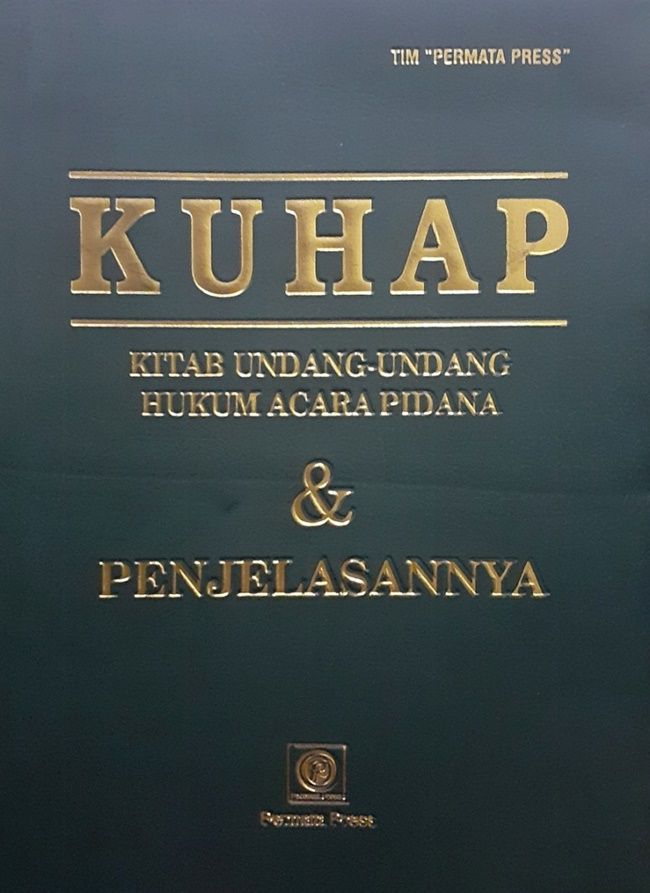 TIM "PERMATA PRESS"
KUHAP
KITAB UNDANG-UNDANG
HUKUM ACARA PIDANA
&
PENJELASANNYA
Permata Press